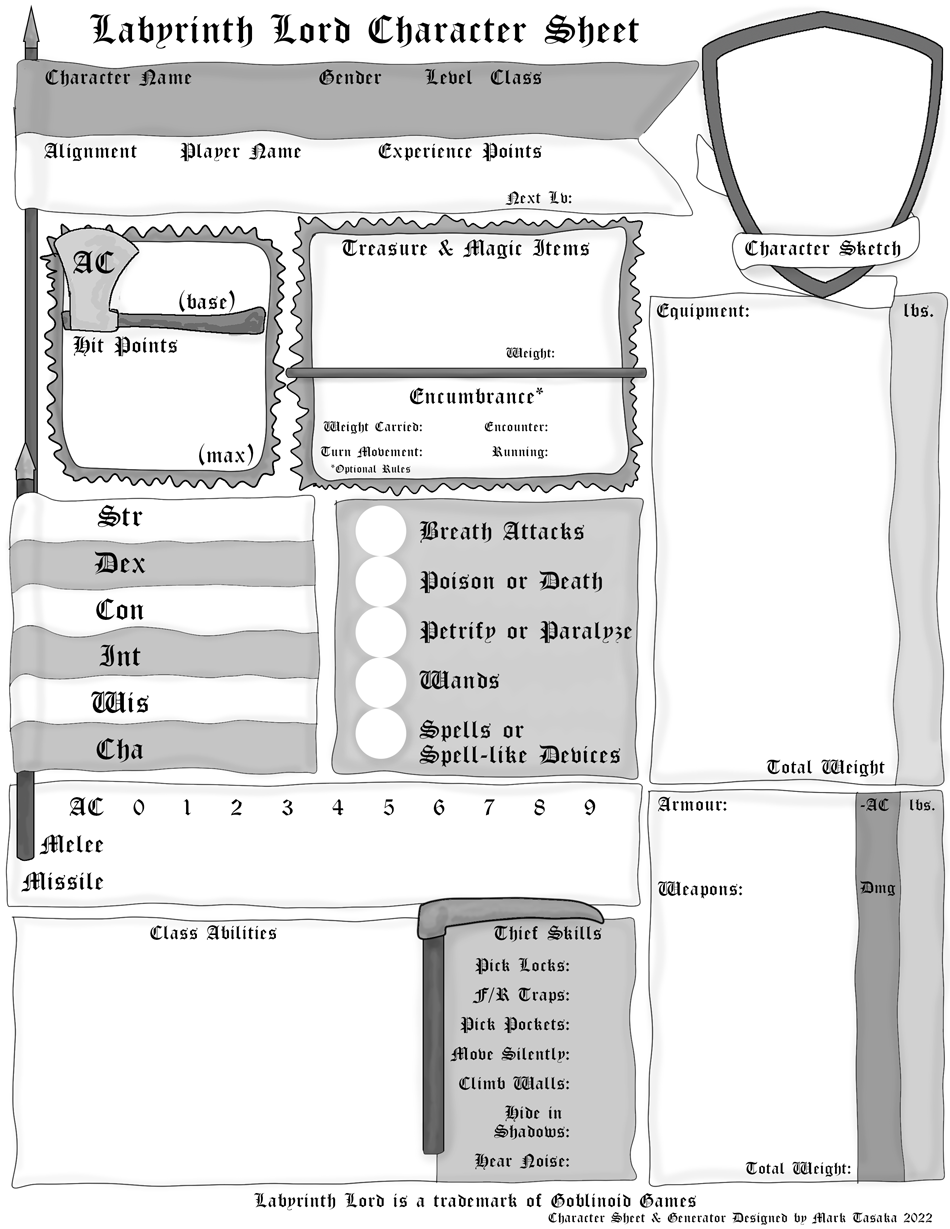 Labyrinth Lord Character Sheet
Character Name Gender Level Class
Alignment Player Name Experience Points
Next Lv:
Character Sketch
AC
(base)
Hit Points
(max)
Treasure & Magic Items
Weight:
Encumbrance*
Weight Carried: Encounter:
Turn Movement: Running:
*Optional Rules
Equipment: lbs.
Total Weight
Str
Dex
Con
Int
Wis
Cha
Breath Attacks
Poison or Death
Petrify or Paralyze
Wands
Spells or
Spell-like Devices
AC 0 1 2 3 4 5 6 7 8 9
Melee
Missile
Armour: -AC lbs.
Weapons: Dmg
Total Weight:
Class Abilities
Thief Skills
Pick Locks:
F/R Traps:
Pick Pockets:
Move Silently:
Climb Walls:
Hide in
Shadows:
Hear Noise:
Labyrinth Lord is a trademark of Goblinoid Games
Character Sheet & Generator Designed by Mark Tasaka 2022